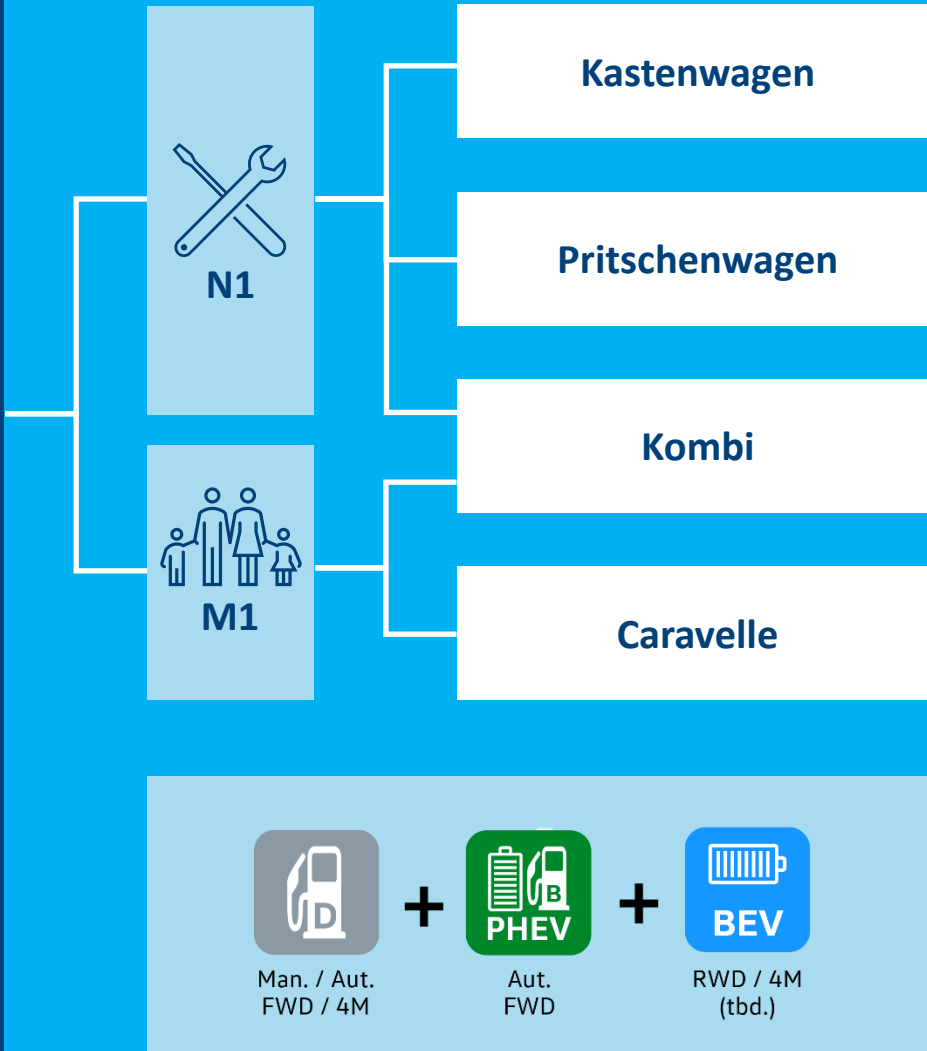 Kastenwagen
N1
Pritschenwagen
Kombi
M1
Caravelle
D
+
B
PHEV
+
BEV
Man. / Aut.
FWD / 4M
Aut.
FWD
RWD / 4M
(tbd.)